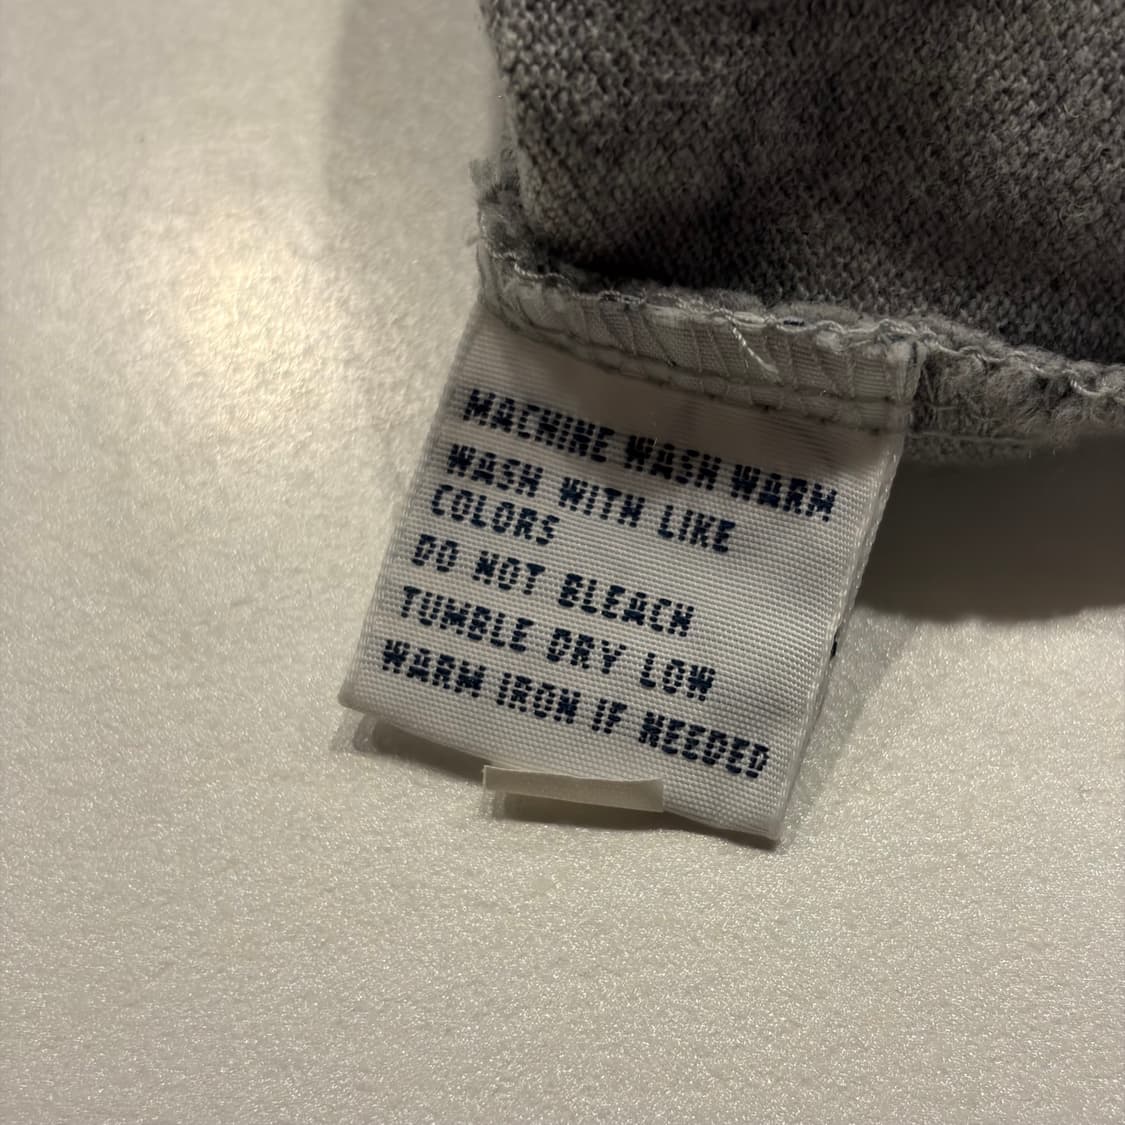 MACHINE WASH WARM
WASH WITH LIKE
COLORS
DO NOT BLEACH
TUMBLE DRY LOW
WARM IRON IF NEEDED